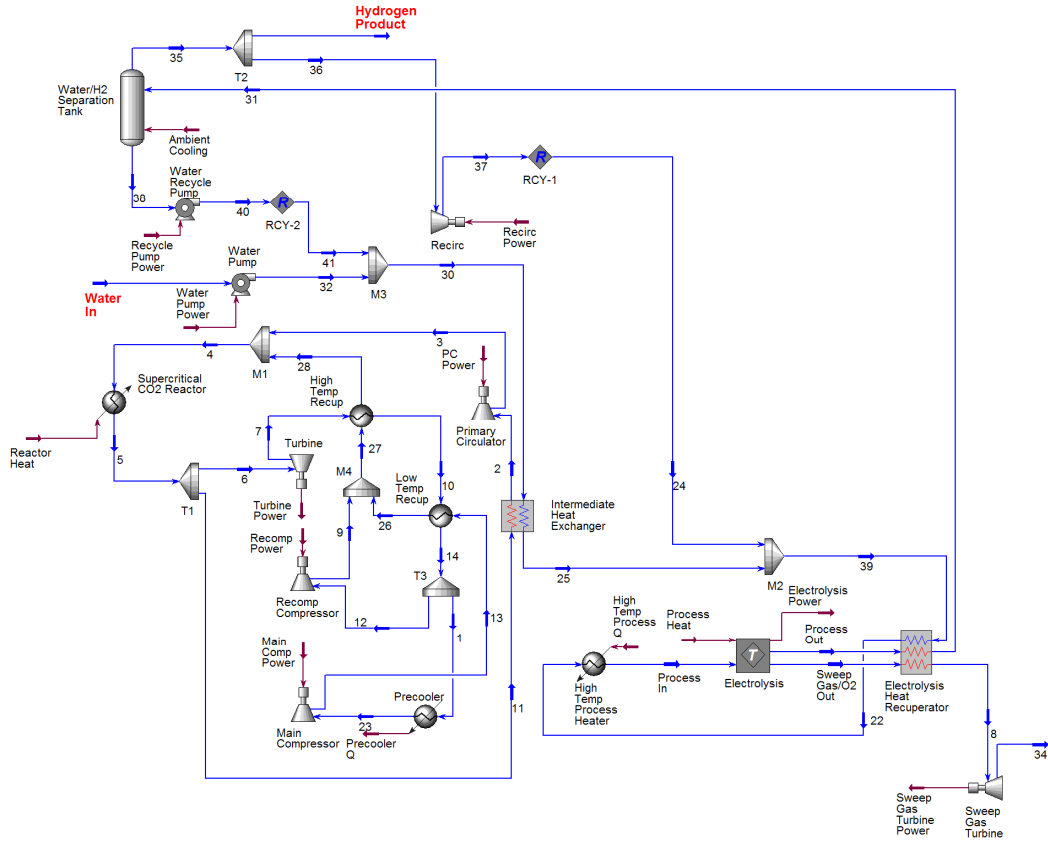 Hydrogen
Product
35
T2
36
Water/H2
Separation
Tank
31
Ambient
Cooling
37
R
RCY-1
Water
Recycle
Pump
38
40
R
RCY-2
Recirc
Recirc
Power
Recycle
Pump
Power
Water
Pump
41
32
M3
30
Water
In
Water
Pump
Power
3
PC
Power
4
M1
28
High
Temp
Recup
Supercritical
CO2 Reactor
Primary
Circulator
Reactor
Heat
5
7
Turbine
27
6
M4
Low
Temp
Recup
10
2
24
T1
Turbine
Power
9
26
Intermediate
Heat
Exchanger
Recomp
Power
14
T3
25
M2
39
Recomp
Compressor
12
1
13
High
Temp
Process
Q
Process
Heat
Electrolysis
Power
Process
Out
Main
Comp
Power
T
Process
In
Electrolysis
Sweep
Gas/O2
Out
Electrolysis
Heat
Recuperator
High
Temp
Process
Heater
Precooler
11
23
Main
Compressor
Precooler
Q
22
8
34
Sweep
Gas
Turbine
Power
Sweep
Gas
Turbine